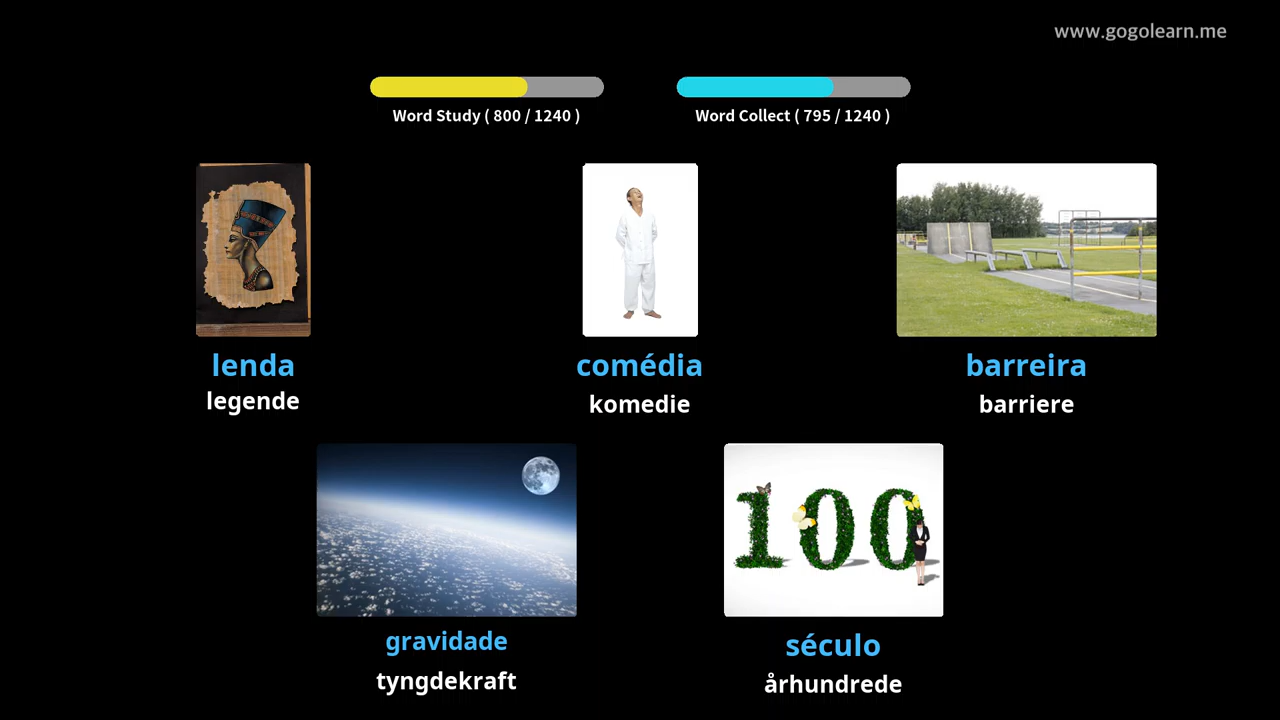 www.gogolearn.me
Word Study ( 800 / 1240 )
Word Collect ( 795 / 1240 )
lenda
legende
comédia
komedie
barreira
barriere
gravidade
tyngdekraft
100
século
århundrede